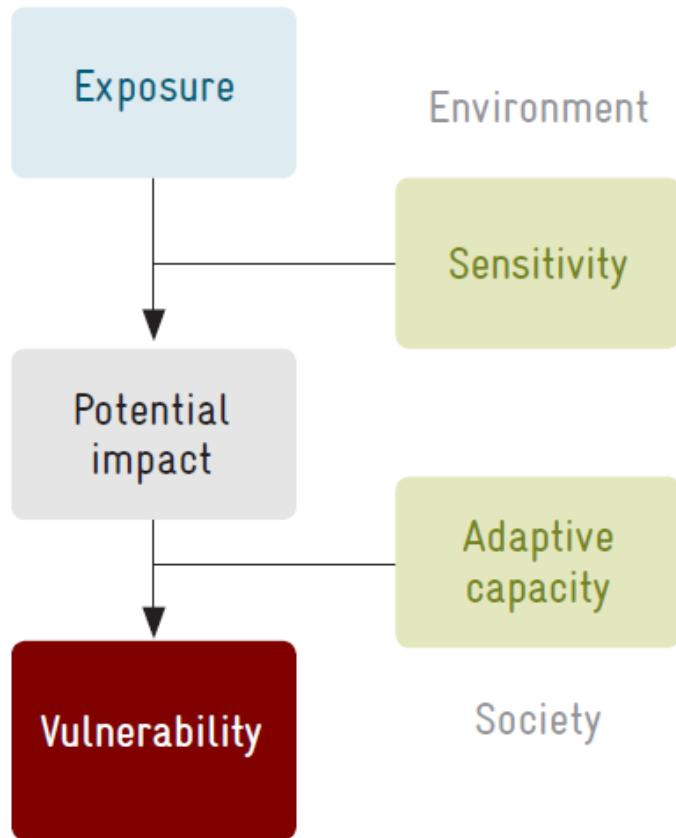 Exposure
Environment
Sensitivity
Potential
impact
Adaptive
capacity
Vulnerability
Society